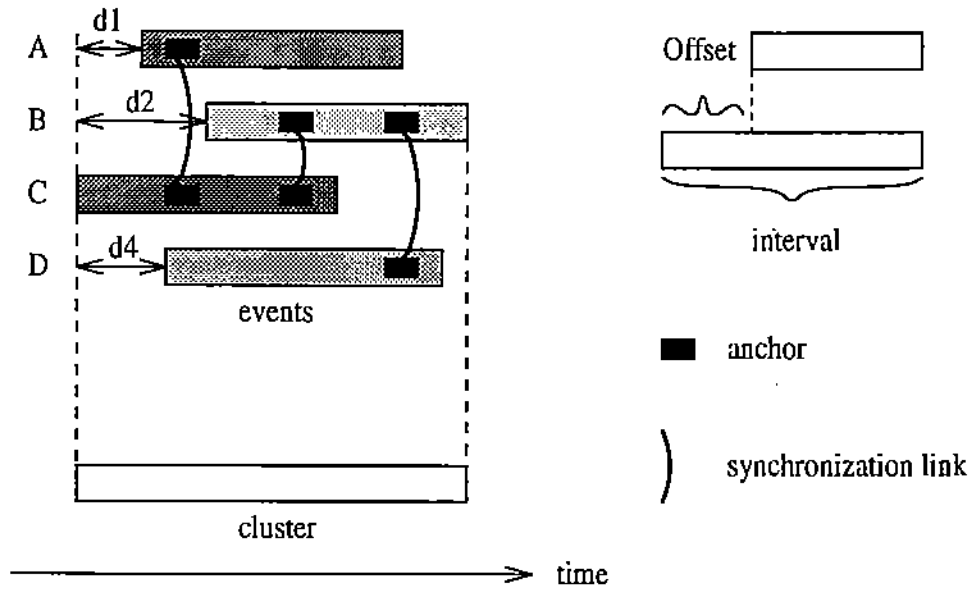 d1
A
d2
B
C
d4
D
events
cluster
time
Offset
interval
anchor
synchronization link